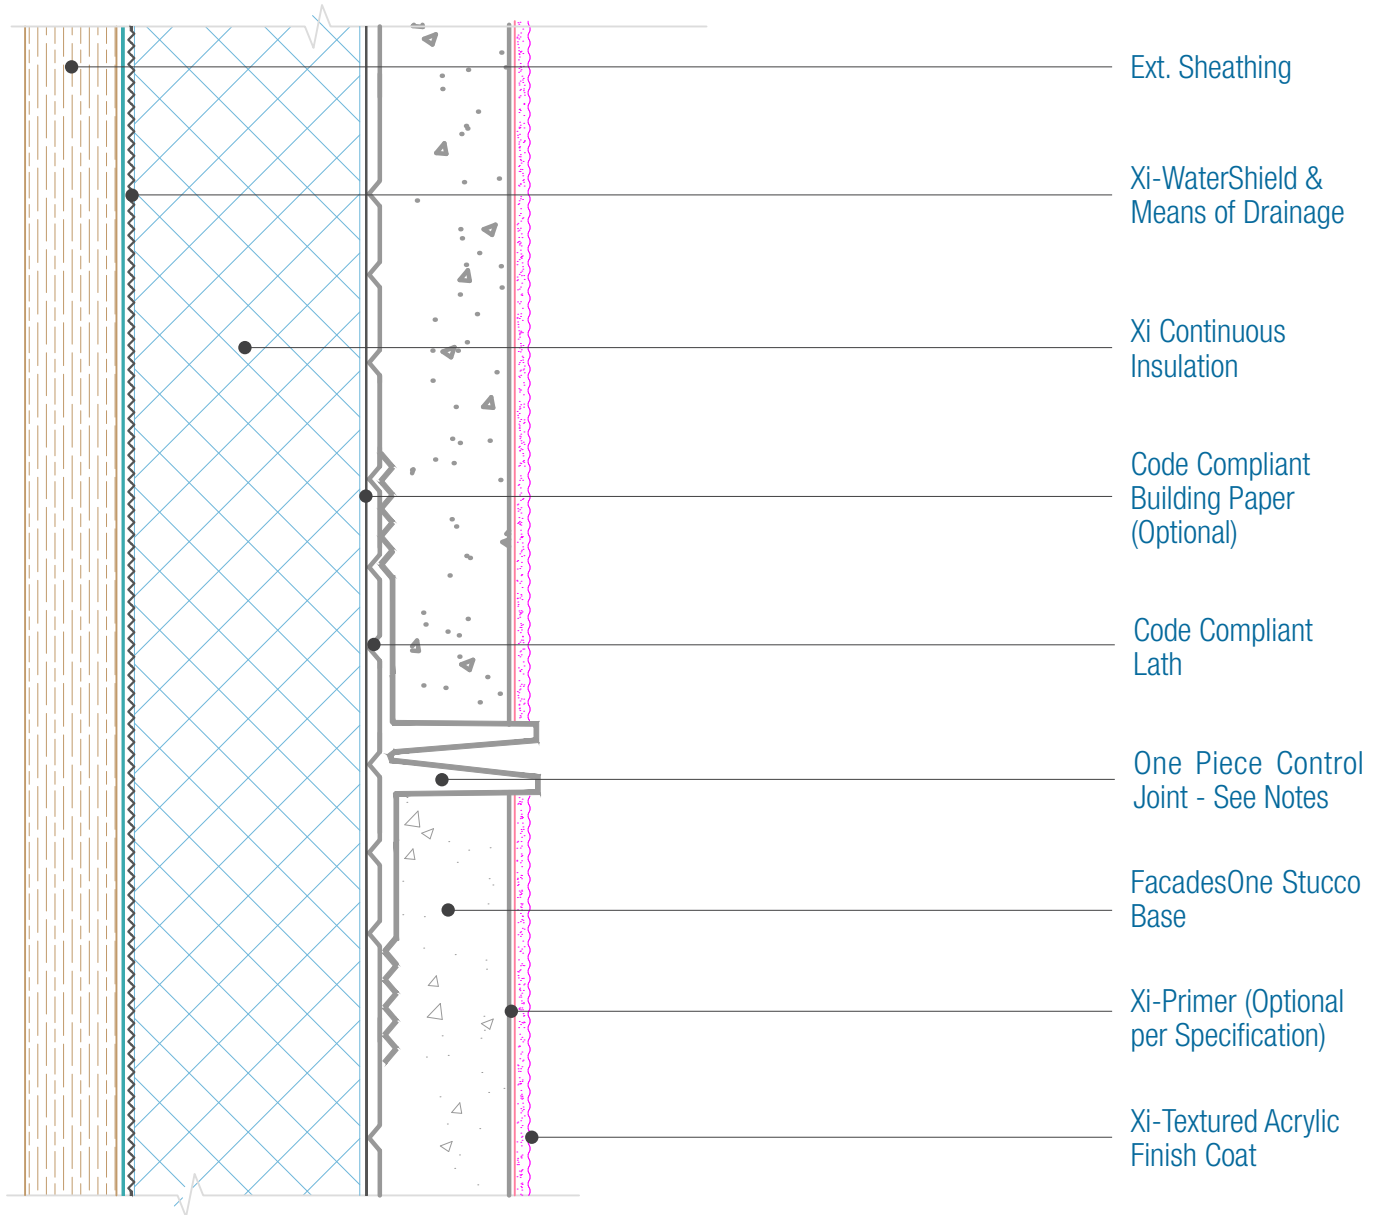 Ext. Sheathing
Xi-WaterShield &
Means of Drainage
Xi Continuous
Insulation
Code Compliant
Building Paper
(Optional)
Code Compliant
Lath
One Piece Control
Joint - See Notes
FacadesOne Stucco
Base
Xi-Primer (Optional
per Specification)
Xi-Textured Acrylic
Finish Coat